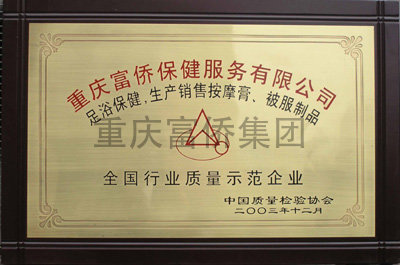 重庆富侨保健服务有限公司
足浴保健、生产销售按摩膏、被服制品
重庆富侨集团
全国行业质量示范企业
中国质量检验协会
二〇〇三年十二月